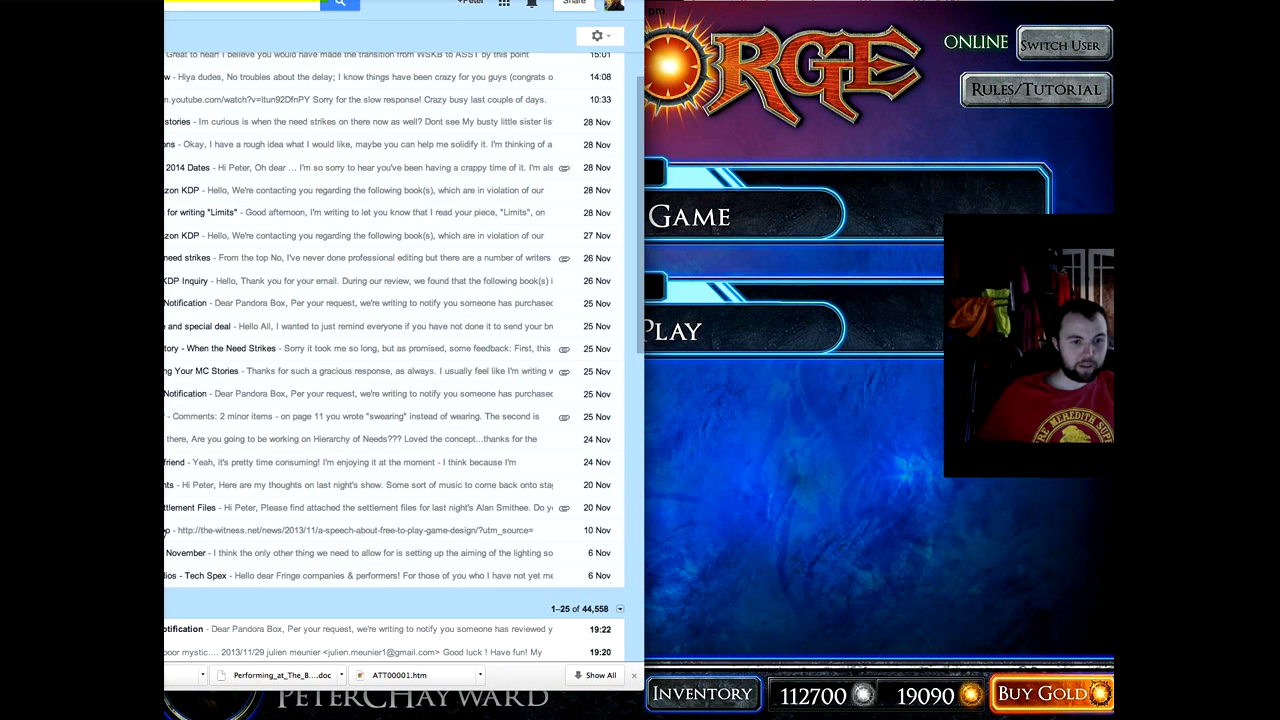 +Peter
Share
Great to hear! I believe you would have made the transition from WSKB to ASST by this point 15:01
w - Hiya dudes, No troubles about the delay; I know things have been crazy for you guys (congrats o 14:08
m.youtube.com/watch?v=ltun92DfnPY Sorry for the slow response! Crazy busy last couple of days. 10:33
stories - Im curious is when the need strikes on there now as well? Dont see My busty little sister lis 28 Nov
ons - Okay, I have a rough idea what I would like, maybe you can help me solidify it. I'm thinking of a 28 Nov
2014 Dates - Hi Peter, Oh dear ... I'm so sorry to hear you've been having a crappy time of it. I'm als 28 Nov
zon KDP - Hello, We're contacting you regarding the following book(s), which are in violation of our 28 Nov
for writing "Limits" - Good afternoon, I'm writing to let you know that I read your piece, "Limits", on 28 Nov
zon KDP - Hello, We're contacting you regarding the following book(s), which are in violation of our 27 Nov
need strikes - From the top No, I've never done professional editing but there are a number of writers 26 Nov
KDP Inquiry - Hello, Thank you for your email. During our review, we found that the following book(s) i 26 Nov
Notification - Dear Pandora Box, Per your request, we're writing to notify you someone has purchased 25 Nov
e and special deal - Hello All, I wanted to just remind everyone if you have not done it to send your br 25 Nov
tory - When the Need Strikes - Sorry it took me so long, but as promised, some feedback: First, this 25 Nov
ng Your MC Stories - Thanks for such a gracious response, as always. I usually feel like I'm writing w 25 Nov
Notification - Dear Pandora Box, Per your request, we're writing to notify you someone has purchased 25 Nov
- Comments: 2 minor items - on page 11 you wrote "swearing" instead of wearing. The second is 25 Nov
there, Are you going to be working on Hierarchy of Needs??? Loved the concept...thanks for the 24 Nov
friend - Yeah, it's pretty time consuming! I'm enjoying it at the moment - I think because I'm 24 Nov
nts - Hi Peter, Here are my thoughts on last night's show. Some sort of music to come back onto stag 20 Nov
ttlement Files - Hi Peter, Please find attached the settlement files for last night's Alan Smithee. Do yo 20 Nov
o - http://the-witness.net/news/2013/11/a-speech-about-free-to-play-game-design/?utm_source= 10 Nov
November - I think the only other thing we need to allow for is setting up the aiming of the lighting so 6 Nov
dios - Tech Spex - Hello dear Fringe companies & performers! For those of you who I have not yet me 6 Nov
1–25 of 44,558
otification - Dear Pandora Box, Per your request, we're writing to notify you someone has reviewed y 19:22
poor mystic.... 2013/11/29 julien meunier <julien.meunier1@gmail.com> Good luck ! Have fun! My 19:20
Performing_at_The_B....doc ATT00001.htm Show All
pm
ORGE
ONLINE SWITCH USER
RULES/TUTORIAL
GAME
PLAY
RE MEREDITH SUP
INVENTORY 112700 19090 BUY GOLD